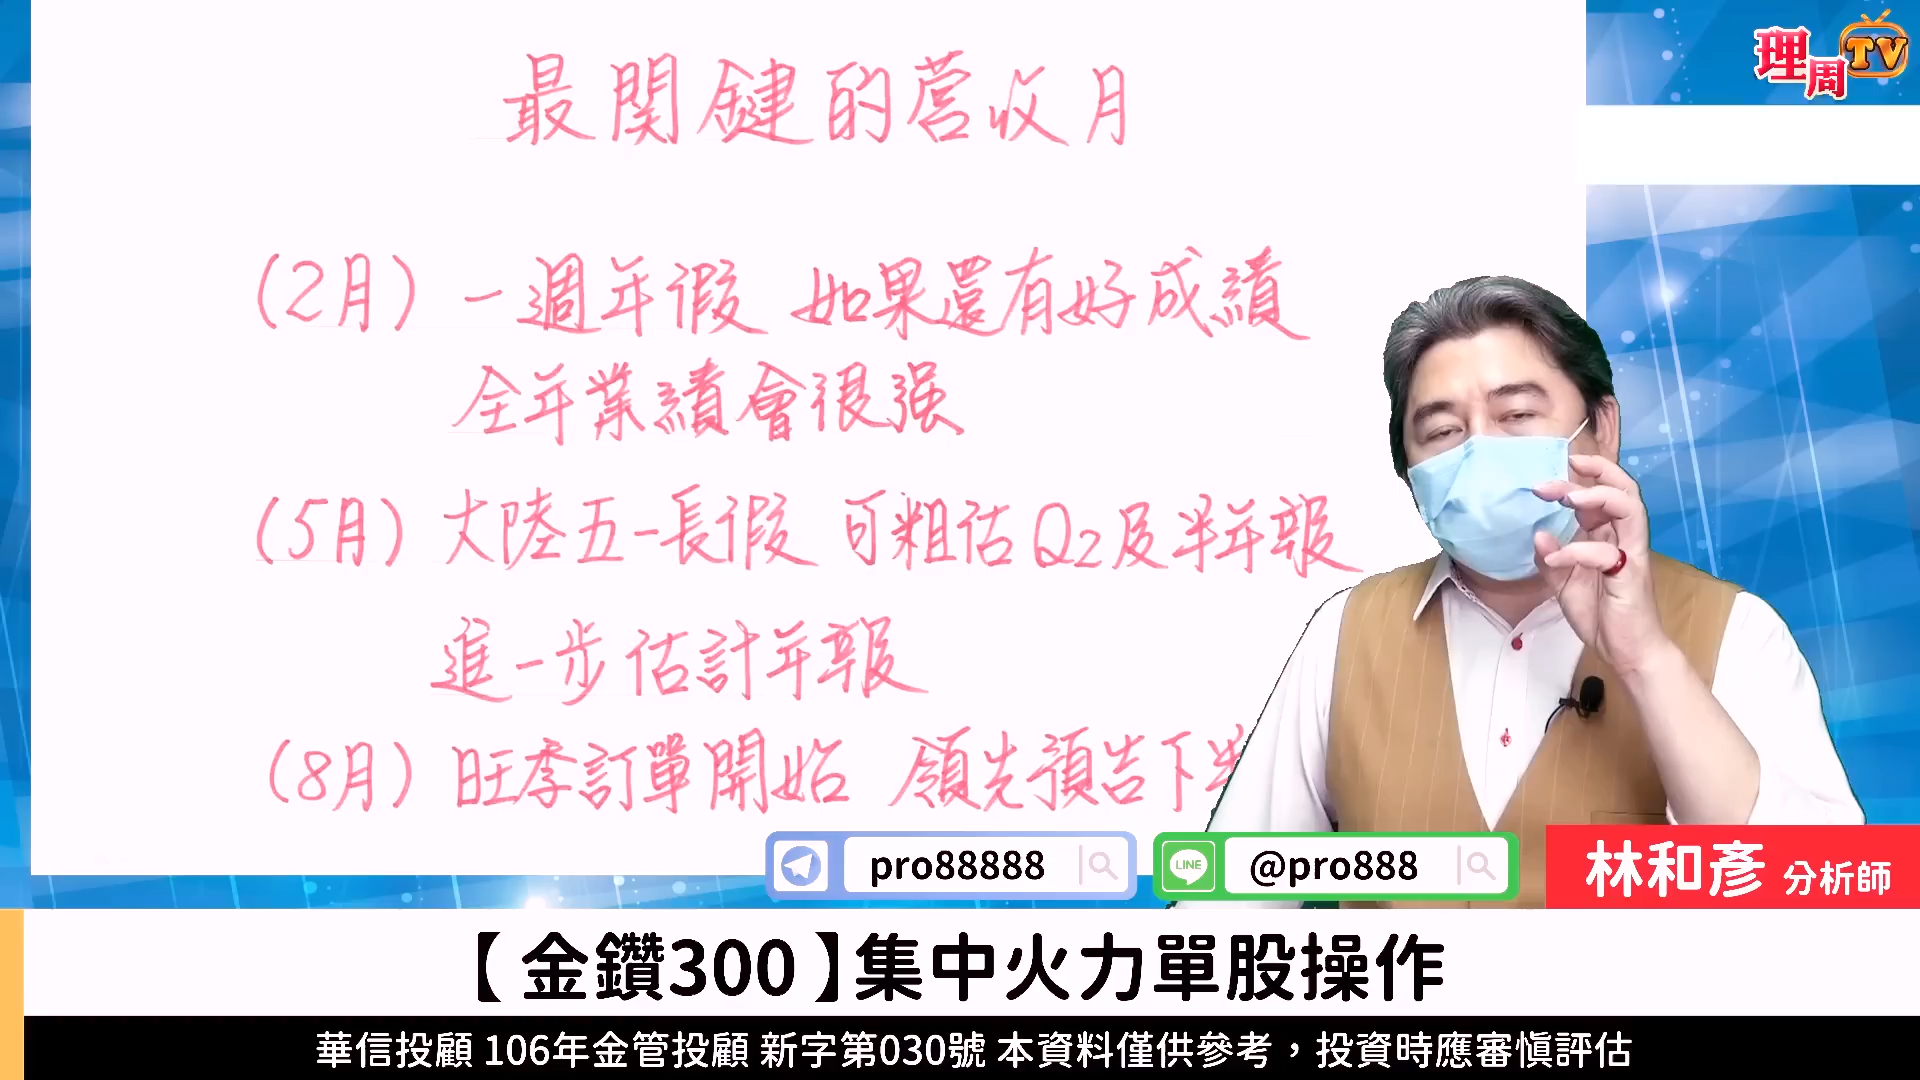 最関鍵的营收月
理周TV
(2月) 一週年假 如果還有好成績
全年業績會很强
(5月) 大陸五一長假 可粗估Q2及半年報
進一步估計年報
(8月) 旺季訂單開始 領先預告下半
pro88888
LINE
@pro888
林和彥 分析師
【金鑽300】集中火力單股操作
華信投顧 106年金管投顧 新字第030號 本資料僅供參考，投資時應審慎評估